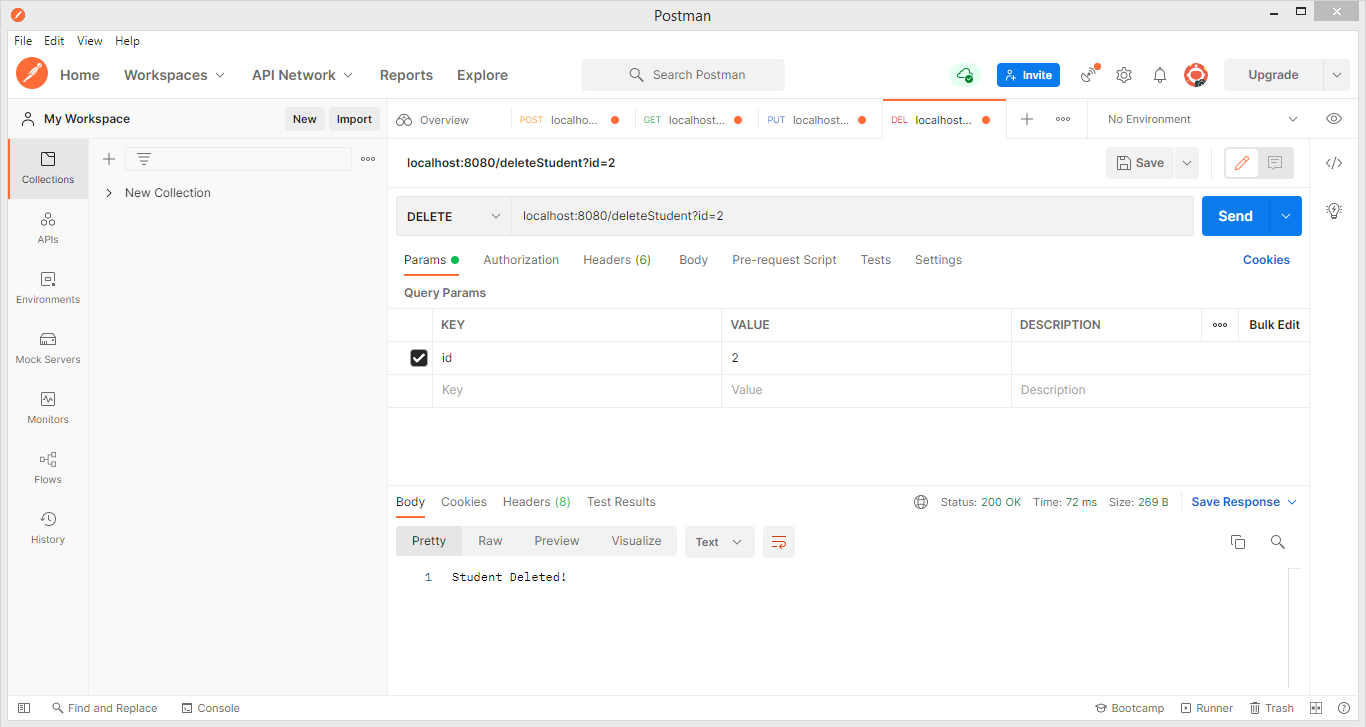 Postman
File Edit View Help
Home Workspaces API Network Reports Explore Search Postman Invite Upgrade
My Workspace New Import Overview POST localho... GET localhost... PUT localhost... DEL localhost... No Environment
Collections
APIs
Environments
Mock Servers
Monitors
Flows
History
New Collection
localhost:8080/deleteStudent?id=2 Save
DELETE localhost:8080/deleteStudent?id=2 Send
Params Authorization Headers (6) Body Pre-request Script Tests Settings Cookies
Query Params
KEY VALUE DESCRIPTION Bulk Edit
id 2
Key Value Description
Body Cookies Headers (8) Test Results Status: 200 OK Time: 72 ms Size: 269 B Save Response
Pretty Raw Preview Visualize Text
1 Student Deleted!
Find and Replace Console Bootcamp Runner Trash